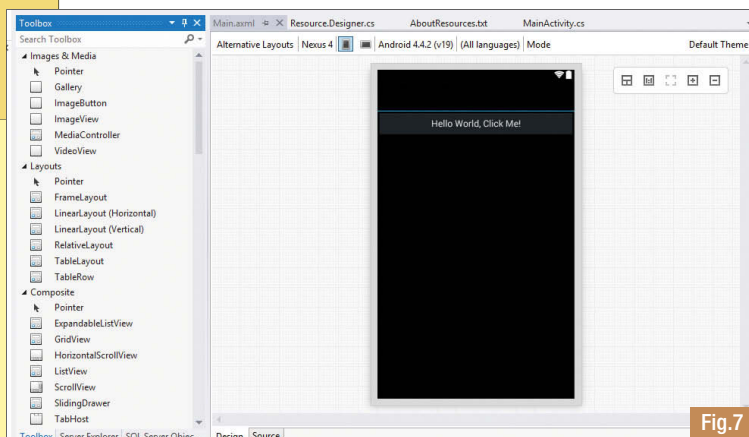 Toolbox
Search Toolbox
Images & Media
Pointer
Gallery
ImageButton
ImageView
MediaController
VideoView
Layouts
Pointer
FrameLayout
LinearLayout (Horizontal)
LinearLayout (Vertical)
RelativeLayout
TableLayout
TableRow
Composite
Pointer
ExpandableListView
GridView
HorizontalScrollView
ListView
ScrollView
SlidingDrawer
TabHost
Toolbox Server Explorer SQL Server Objec...
Main.axml Resource.Designer.cs AboutResources.txt MainActivity.cs
Alternative Layouts Nexus 4 Android 4.4.2 (v19) (All languages) Mode Default Theme
Hello World, Click Me!
Design Source
Fig.7